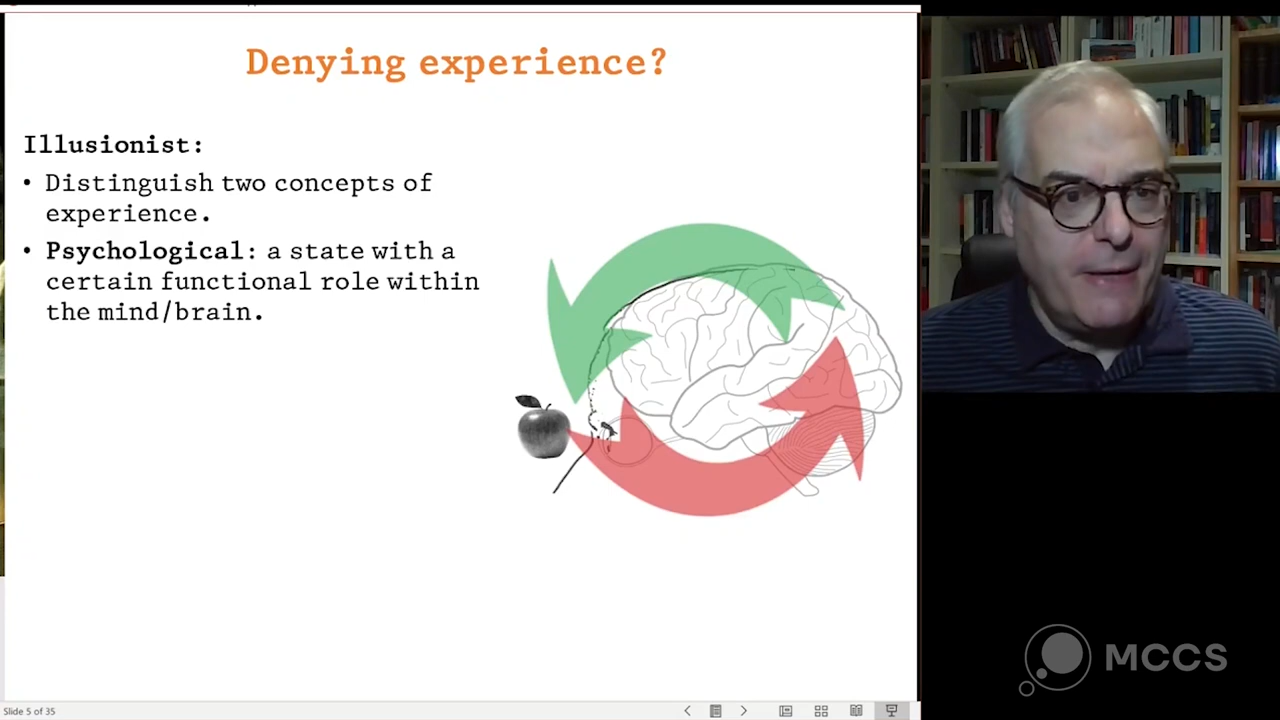 Denying experience?
Illusionist:
• Distinguish two concepts of
experience.
• Psychological: a state with a
certain functional role within
the mind/brain.
MCCS
Slide 5 of 35